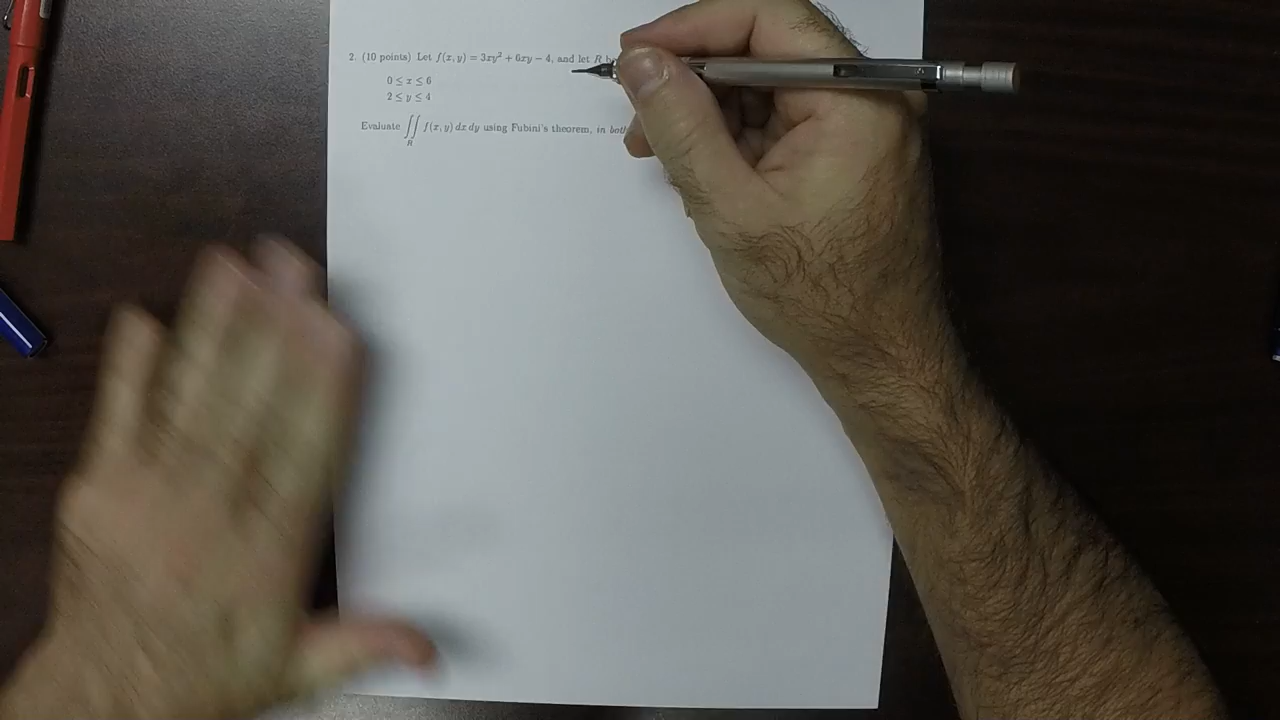 2. (10 points) Let f(x, y) = 3xy² + 6xy − 4, and let R
0 ≤ x ≤ 6
2 ≤ y ≤ 4
Evaluate ∬ f(x, y) dx dy using Fubini's theorem, in
R